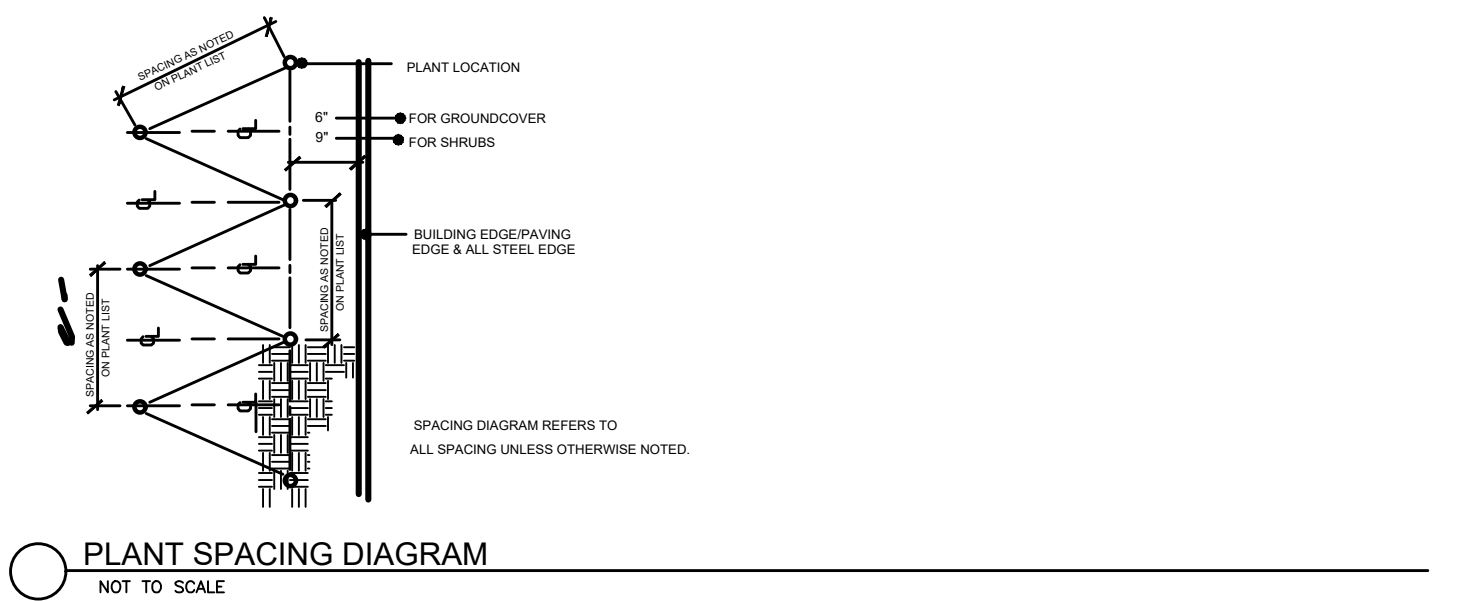 SPACING AS NOTED
ON PLANT LIST
PLANT LOCATION
6" FOR GROUNDCOVER
9" FOR SHRUBS
SPACING AS NOTED
ON PLANT LIST
BUILDING EDGE/PAVING
EDGE & ALL STEEL EDGE
SPACING AS NOTED
ON PLANT LIST
SPACING DIAGRAM REFERS TO
ALL SPACING UNLESS OTHERWISE NOTED.
PLANT SPACING DIAGRAM
NOT TO SCALE